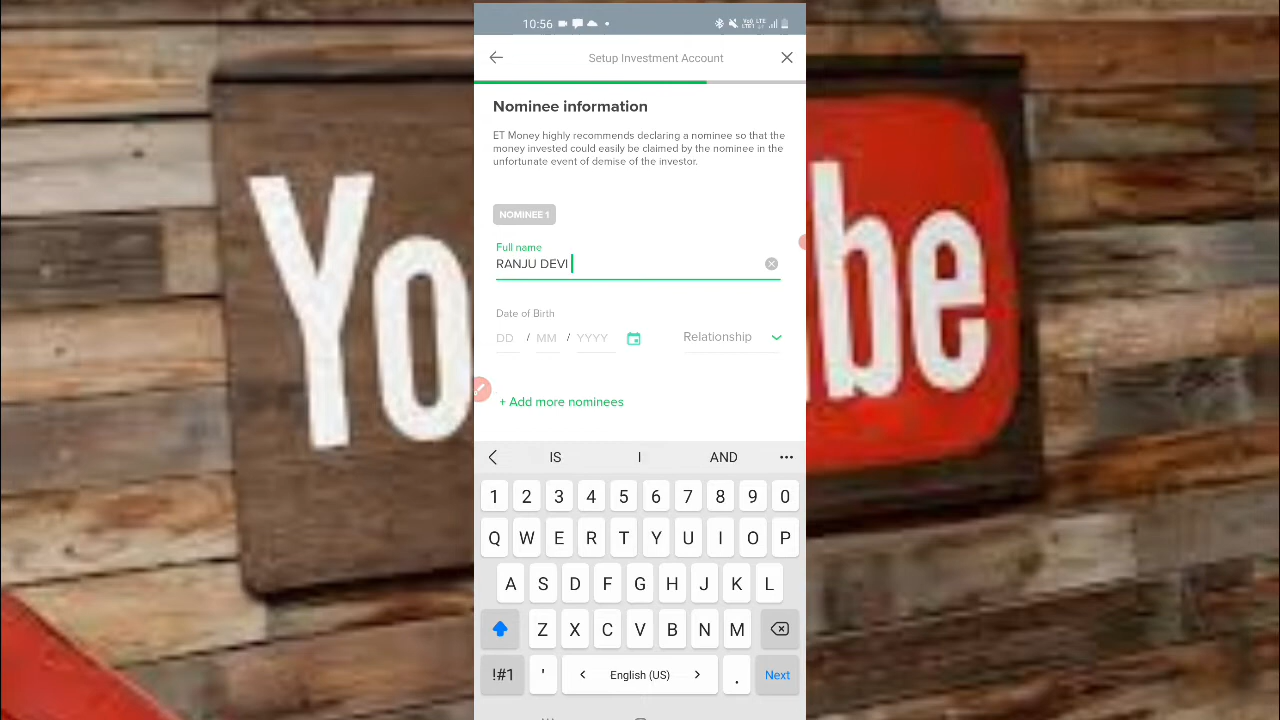 10:56
Setup Investment Account
Nominee information
ET Money highly recommends declaring a nominee so that the
money invested could easily be claimed by the nominee in the
unfortunate event of demise of the investor.
NOMINEE 1
Full name
RANJU DEVI
Date of Birth
DD / MM / YYYY
Relationship
+ Add more nominees
IS I AND
1 2 3 4 5 6 7 8 9 0
Q W E R T Y U I O P
A S D F G H J K L
Z X C V B N M
!#1 ' < English (US) > . Next
Yo
be